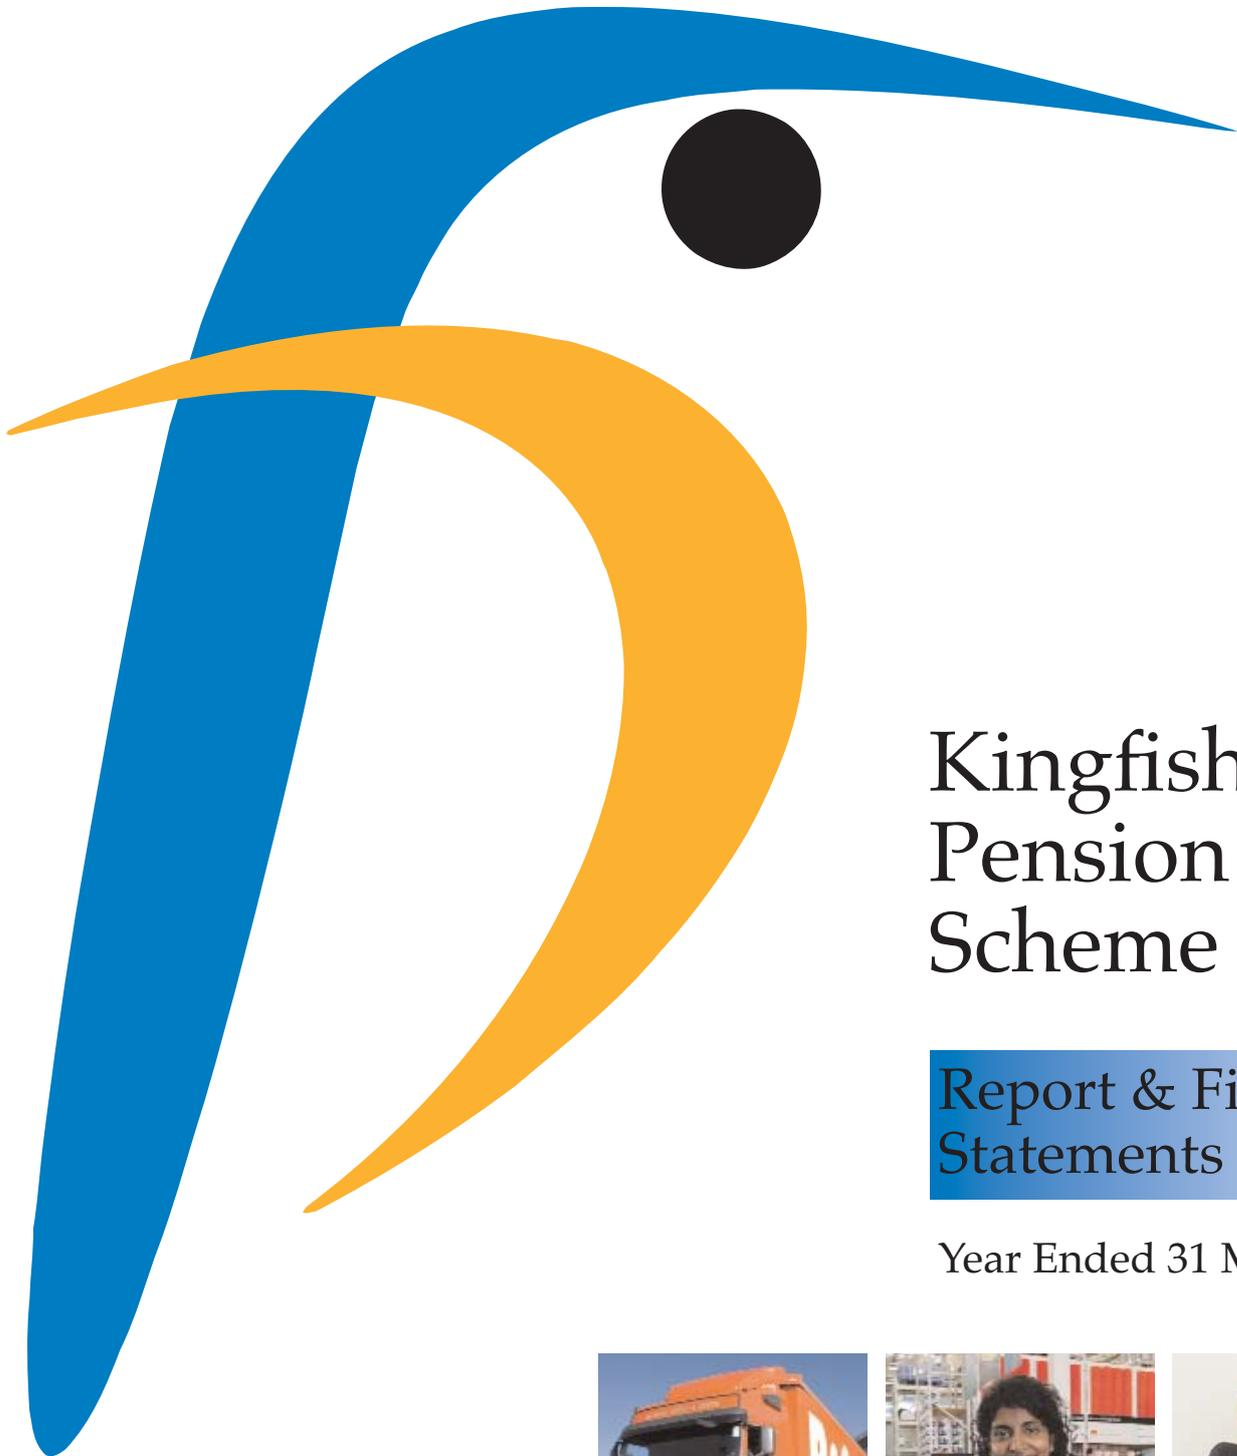 Kingfish
Pension
Scheme
Report & Fi
Statements
Year Ended 31 M